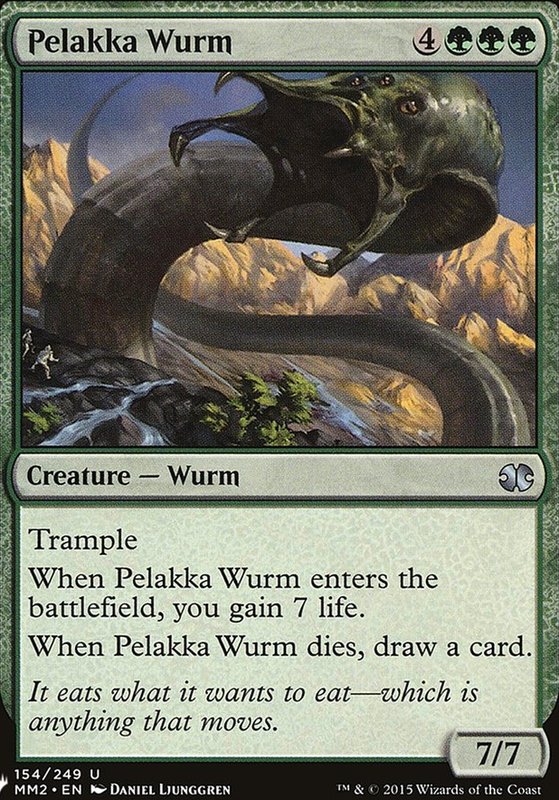 Pelakka Wurm 4
Creature — Wurm
Trample
When Pelakka Wurm enters the
battlefield, you gain 7 life.
When Pelakka Wurm dies, draw a card.
It eats what it wants to eat—which is
anything that moves.
7/7
154/249 U
MM2 • EN Daniel Ljunggren
™ & © 2015 Wizards of the Coast